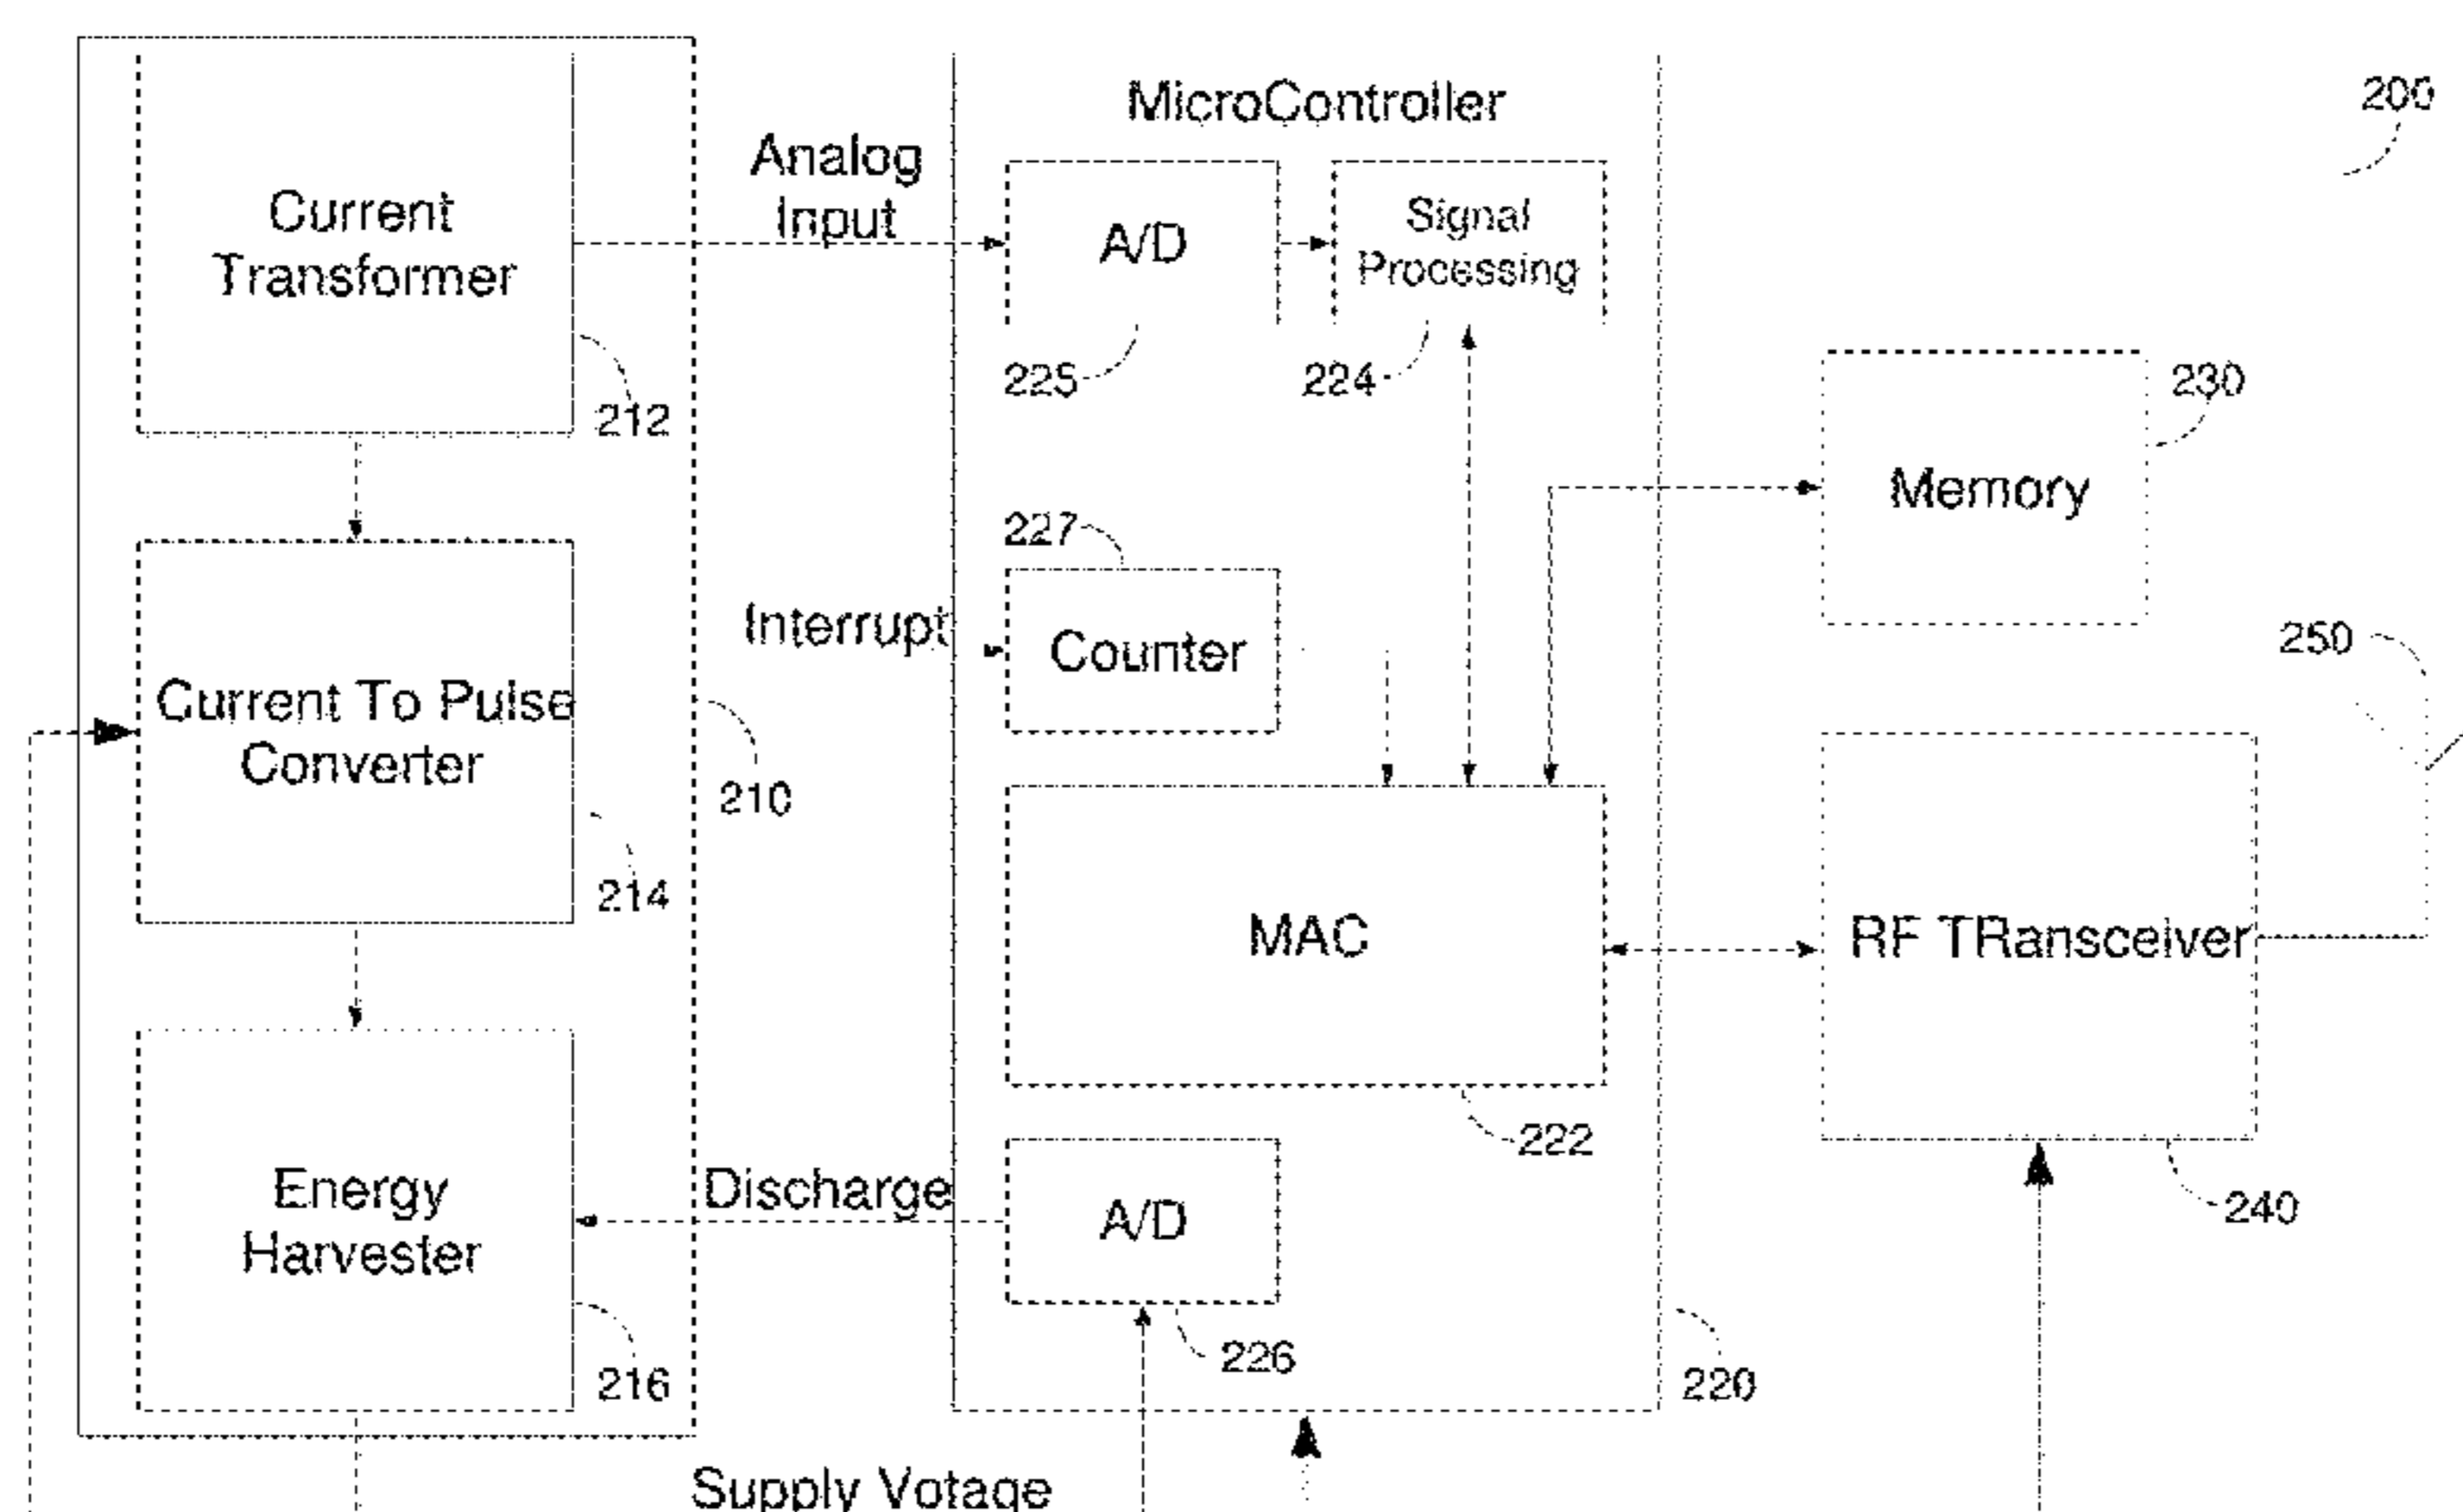 MicroController
200
Analog
Input
Current
Transformer
A/D
Signal
Processing
225
224
230
212
Memory
227
Interrupt
Counter
250
Current To Pulse
Converter
210
214
MAC
RF TRansceiver
222
Discharge
Energy
Harvester
A/D
240
226
216
220
Supply Votage